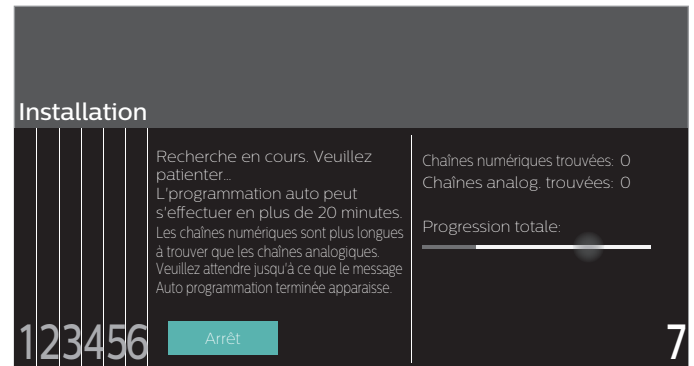 Installation
Recherche en cours. Veuillez
patienter...
L'programmation auto peut
s'effectuer en plus de 20 minutes.
Les chaînes numériques sont plus longues
à trouver que les chaînes analogiques.
Veuillez attendre jusqu'à ce que le message
Auto programmation terminée apparaisse.
Arrêt
Chaînes numériques trouvées: 0
Chaînes analog. trouvées: 0
Progression totale:
123456
7